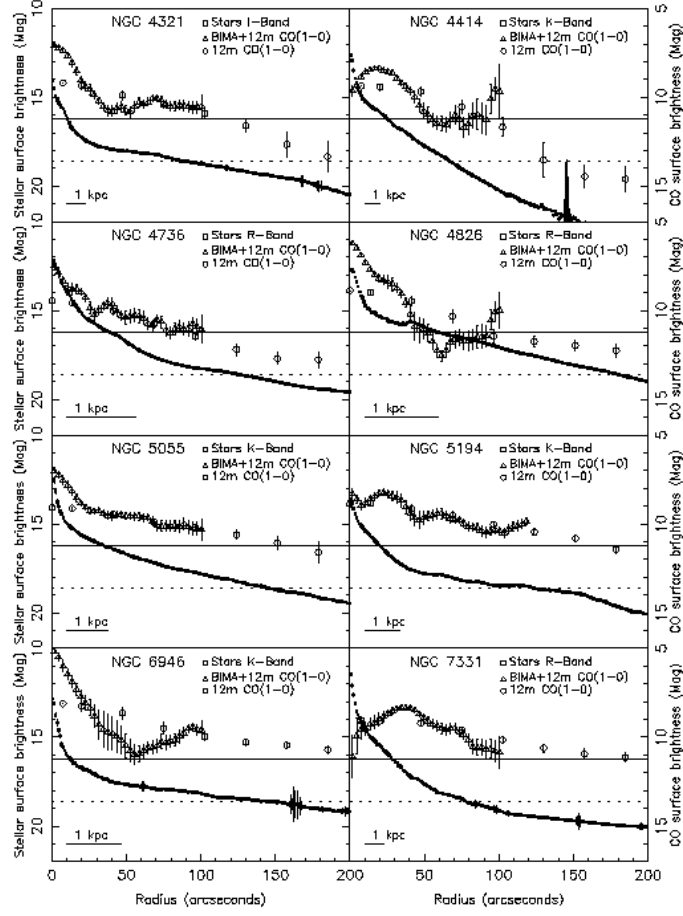 NGC 4321
Stars I-Band
BIMA+12m CO(1-0)
12m CO(1-0)
1 kpc
NGC 4414
Stars K-Band
BIMA+12m CO(1-0)
12m CO(1-0)
1 kpc
NGC 4736
Stars R-Band
BIMA+12m CO(1-0)
12m CO(1-0)
1 kpc
NGC 4826
Stars R-Band
BIMA+12m CO(1-0)
12m CO(1-0)
1 kpc
NGC 5055
Stars K-Band
BIMA+12m CO(1-0)
12m CO(1-0)
1 kpc
NGC 5194
Stars K-Band
BIMA+12m CO(1-0)
12m CO(1-0)
1 kpc
NGC 6946
Stars K-Band
BIMA+12m CO(1-0)
12m CO(1-0)
1 kpc
NGC 7331
Stars R-Band
BIMA+12m CO(1-0)
12m CO(1-0)
1 kpc
Stellar surface brightness (Mag)
10
15
20
Stellar surface brightness (Mag)
10
15
20
Stellar surface brightness (Mag)
10
15
20
Stellar surface brightness (Mag)
10
15
20
CO surface brightness (Mag)
5
10
15
CO surface brightness (Mag)
5
10
15
CO surface brightness (Mag)
5
10
15
CO surface brightness (Mag)
5
10
15
0 50 100 150 200 50 100 150 200
Radius (arcseconds)
Radius (arcseconds)